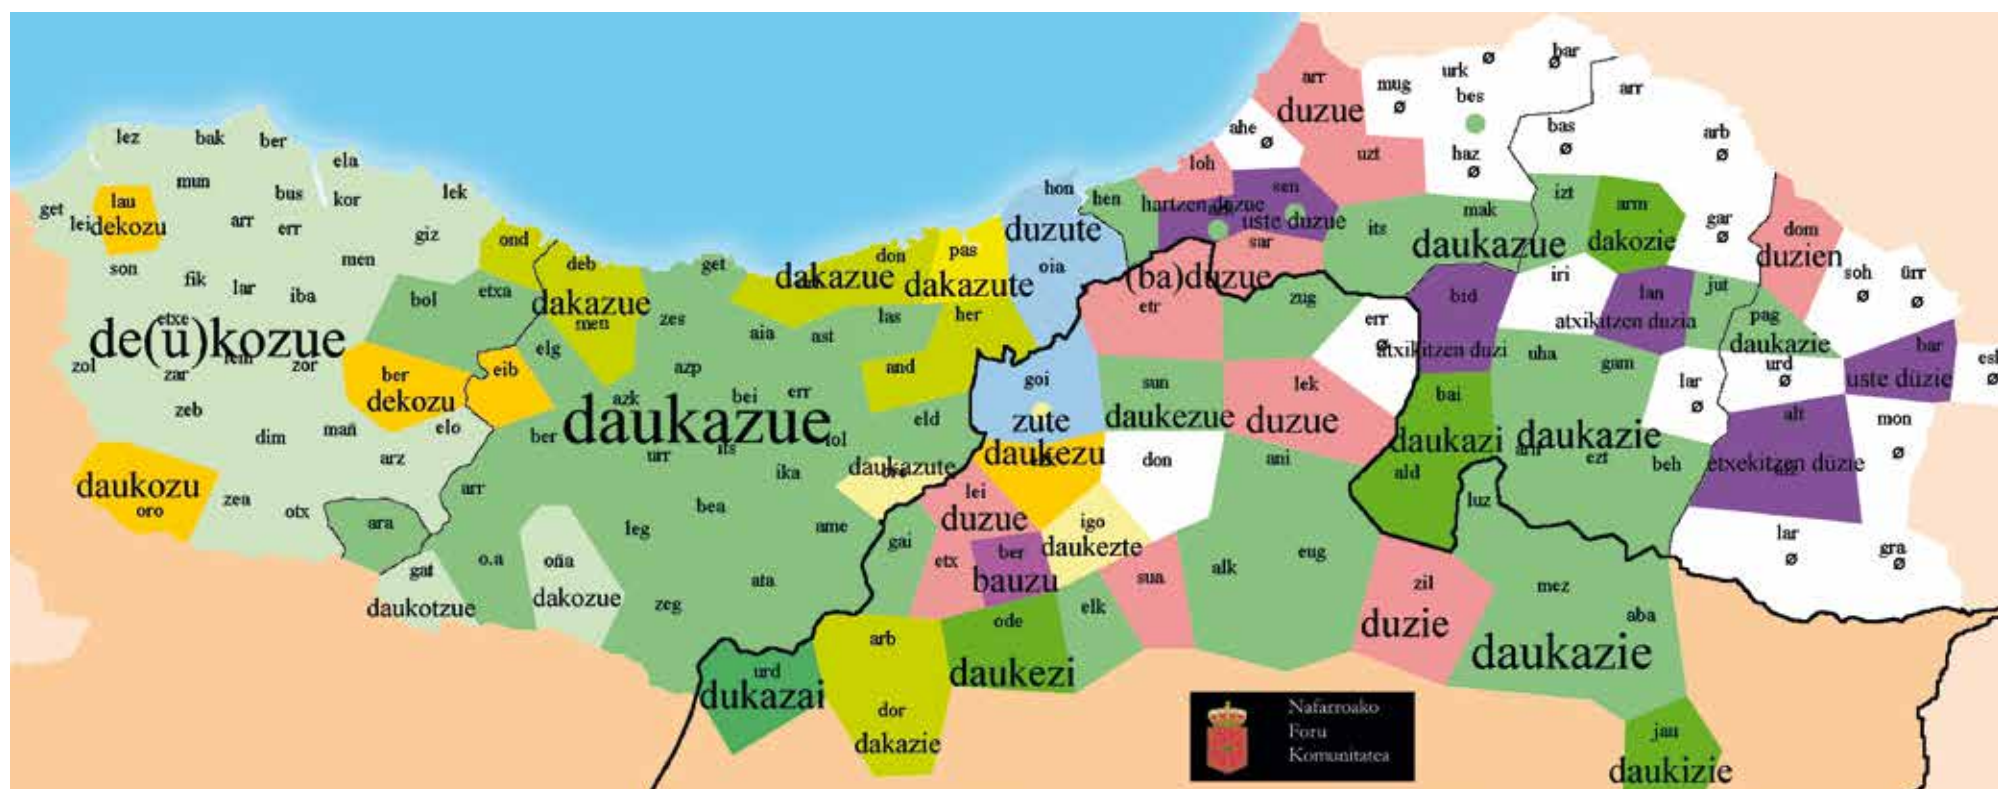 lez
bak
ber
ela
mun
bus
kor
lek
get
lau
lei
dekozu
arr
err
giz
son
fik
lar
iba
men
etxe
de(u)kozue
zol
zar
zor
zeb
dim
mañ
elo
arz
daukozu
oro
zea
otx
ara
gat
daukotzue
bol
etxa
ond
ber
dekozu
eib
deb
dakazue
men
elg
get
zes
aia
ast
las
don
dakazue
pas
dakazute
her
and
azp
azk
bei
err
daukazue
tol
eld
ber
urr
its
ika
daukazute
arr
leg
bea
ame
o.a
oña
dakozue
zeg
ata
gai
hon
duzute
oia
goi
zute
daukezu
lei
duzue
etx
ber
bauzu
igo
daukezte
urd
dukazai
arb
dor
dakazie
ode
daukezi
elk
sua
alk
eug
ani
don
sun
daukezue
lek
duzue
etr
(ba)duzue
zug
err
Ø
hen
loh
hartzen duzue
sen
uste duzue
sar
ahe
Ø
arr
duzue
uzt
mug
Ø
urk
Ø
bes
haz
Ø
bar
Ø
arr
bas
Ø
arb
Ø
its
mak
daukazue
izt
arm
dakozie
gar
Ø
iri
lan
atxikitzen duzia
jut
pag
daukazie
bid
atxikitzen duzi
uha
gam
lar
Ø
urd
Ø
dom
duzien
soh
Ø
ürr
Ø
bar
uste düzie
Ø
alt
etxekitzen düzie
mon
Ø
lar
Ø
gra
Ø
bai
daukazi
ald
daukazie
ezt
beh
luz
zil
duzie
mez
aba
daukazie
jau
daukizie
Nafarroako
Foru
Komunitatea